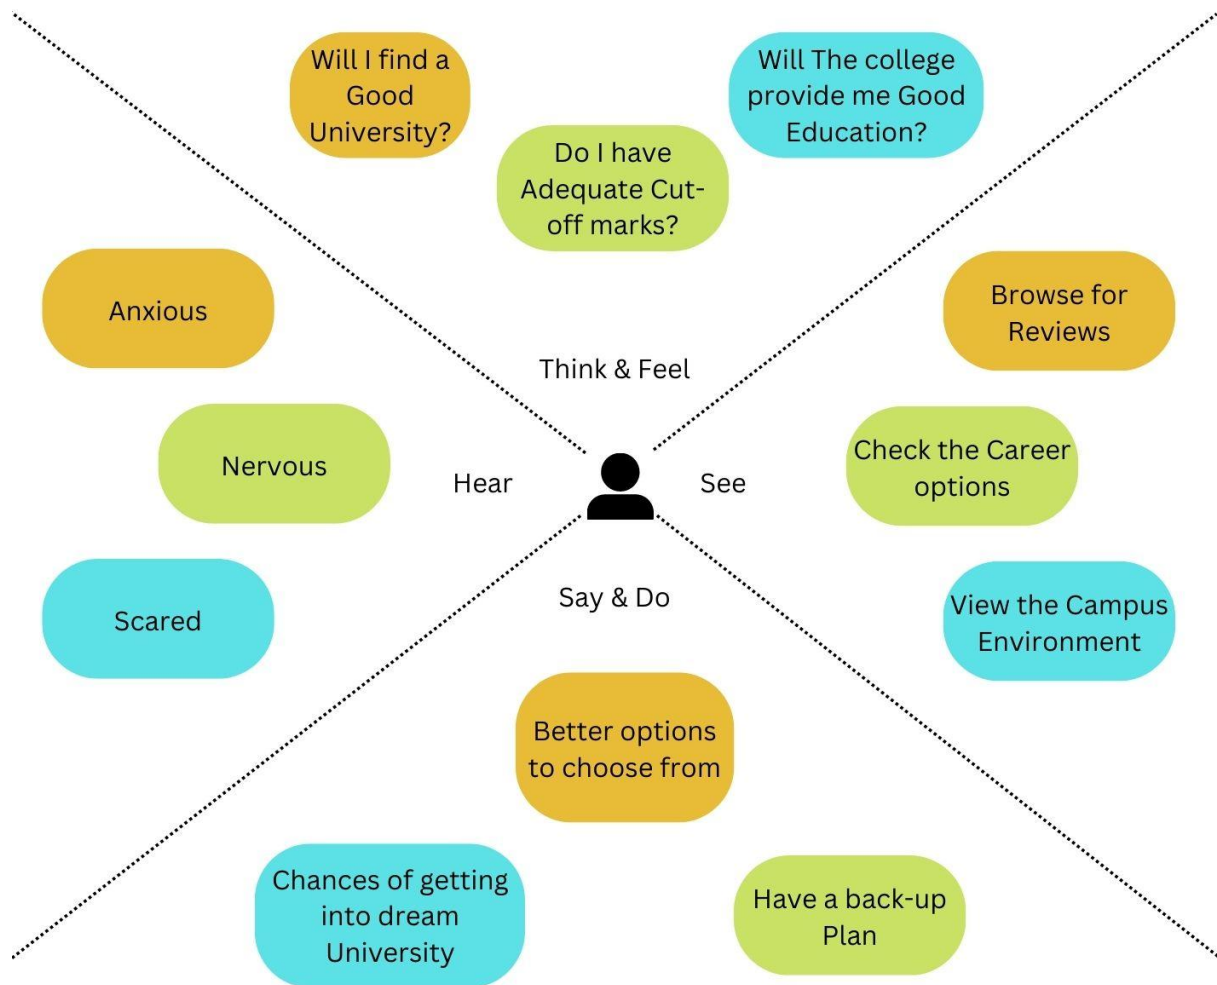 Will I find a
Good
University?
Will The college
provide me Good
Education?
Do I have
Adequate Cut-
off marks?
Anxious
Browse for
Reviews
Think & Feel
Nervous
Hear
See
Check the Career
options
Scared
Say & Do
View the Campus
Environment
Better options
to choose from
Chances of getting
into dream
University
Have a back-up
Plan